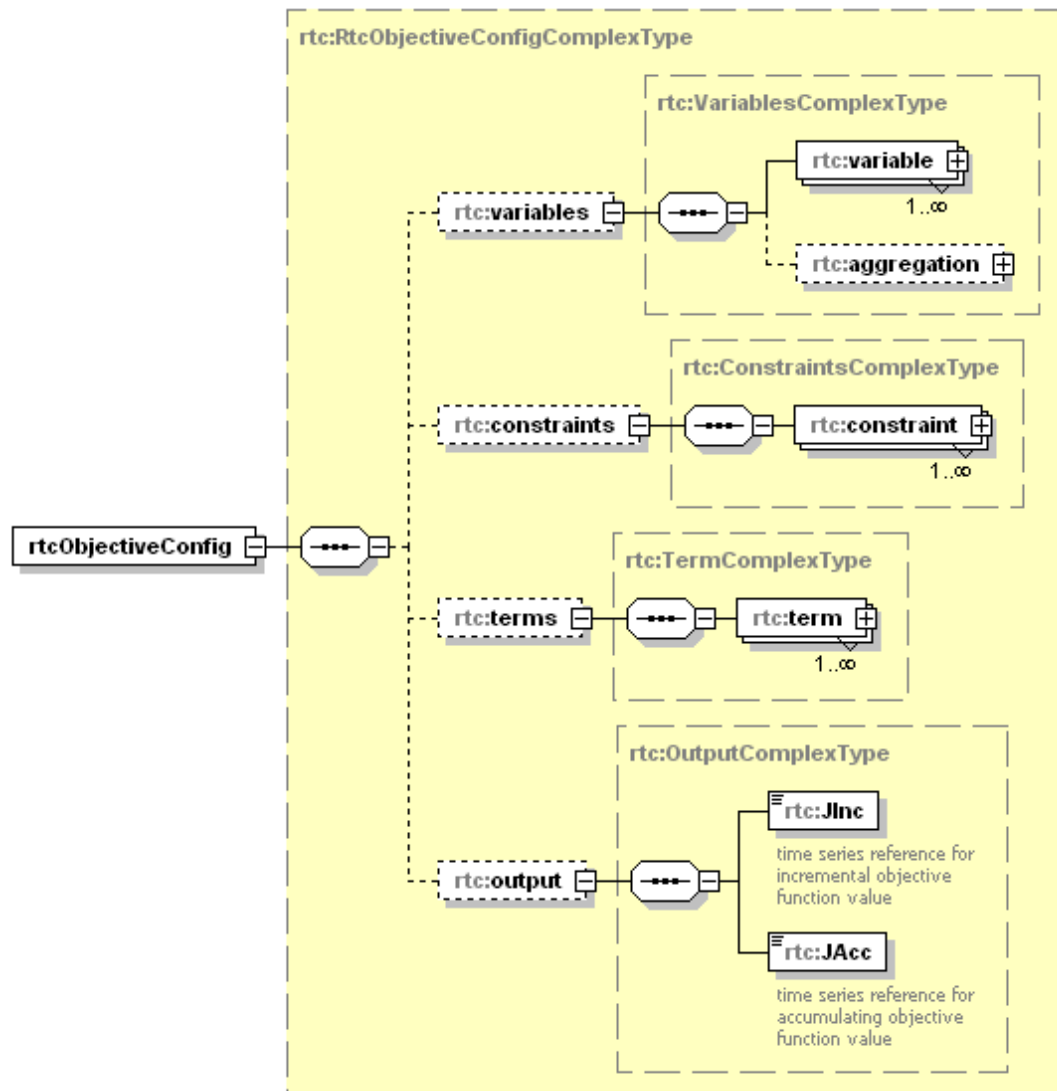 rtc:RtcObjectiveConfigComplexType
rtc:VariablesComplexType
rtc:variable
1..∞
rtc:variables
rtc:aggregation
rtc:ConstraintsComplexType
rtc:constraints
rtc:constraint
1..∞
rtcObjectiveConfig
rtc:TermComplexType
rtc:terms
rtc:term
1..∞
rtc:OutputComplexType
rtc:JInc
time series reference for
incremental objective
function value
rtc:output
rtc:JAcc
time series reference for
accumulating objective
function value